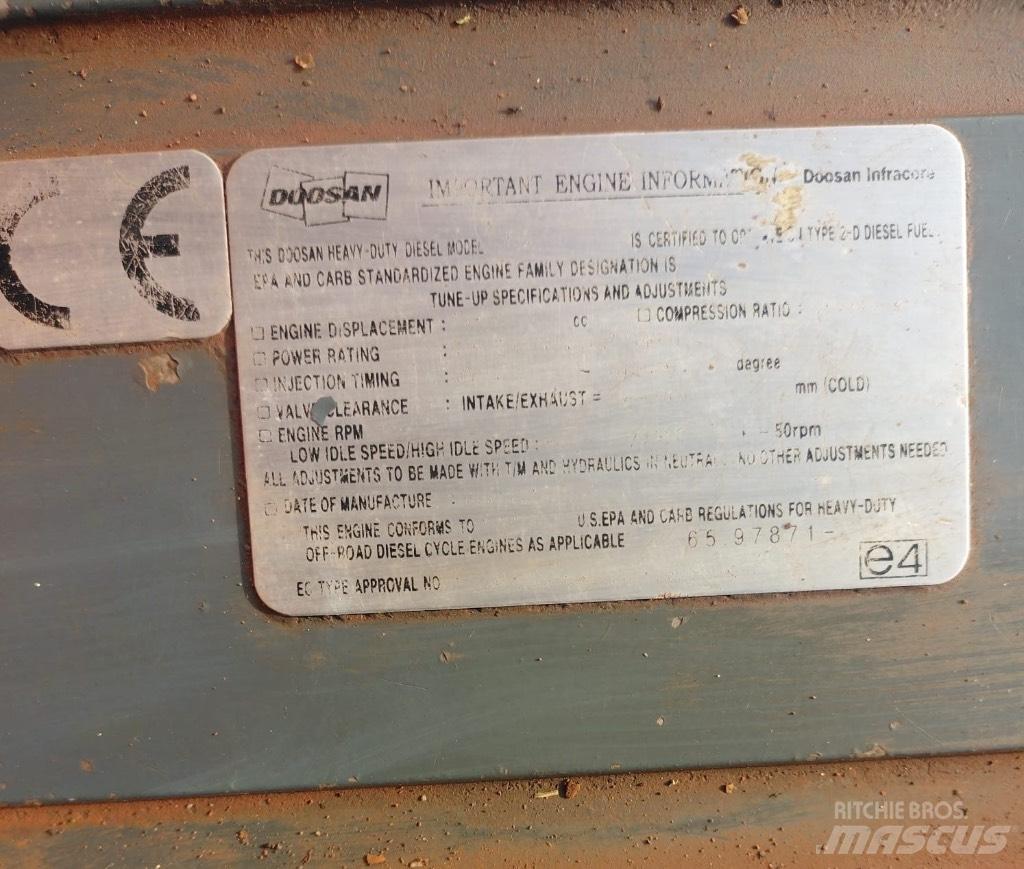 CE
DOOSAN IMPORTANT ENGINE INFORMATION Doosan Infracore
THIS DOOSAN HEAVY-DUTY DIESEL MODEL IS CERTIFIED TO TYPE 2-D DIESEL FUEL.
EPA AND CARB STANDARDIZED ENGINE FAMILY DESIGNATION IS
TUNE-UP SPECIFICATIONS AND ADJUSTMENTS
ENGINE DISPLACEMENT : cc COMPRESSION RATIO :
POWER RATING :
INJECTION TIMING : degree
VALVE CLEARANCE : INTAKE/EXHAUST = mm (COLD)
ENGINE RPM
LOW IDLE SPEED/HIGH IDLE SPEED : 50rpm
ALL ADJUSTMENTS TO BE MADE WITH T/M AND HYDRAULICS IN NEUTRAL. NO OTHER ADJUSTMENTS NEEDED
DATE OF MANUFACTURE :
THIS ENGINE CONFORMS TO U.S.EPA AND CARB REGULATIONS FOR HEAVY-DUTY
OFF-ROAD DIESEL CYCLE ENGINES AS APPLICABLE 65 97871-
e4
EC TYPE APPROVAL NO
RITCHIE BROS.
MASCUS